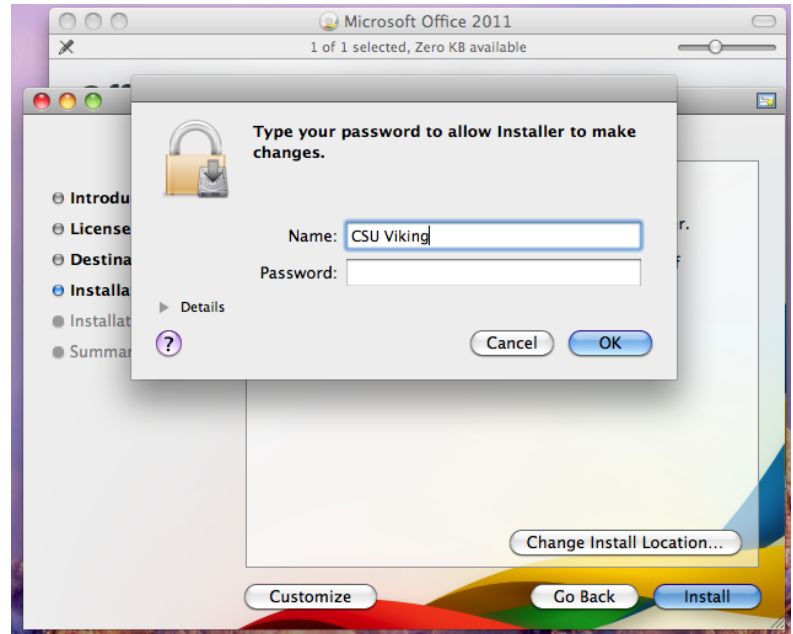 Microsoft Office 2011
1 of 1 selected, Zero KB available
Type your password to allow Installer to make
changes.
Name: CSU Viking
Password:
Details
?
Cancel
OK
Introdu
License
Destina
Installa
Installat
Summar
r.
Change Install Location...
Customize
Go Back
Install